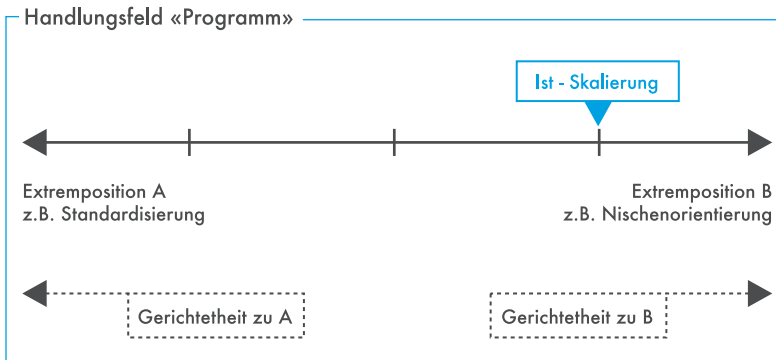 Handlungsfeld «Programm»
Ist - Skalierung
Extremposition A
z.B. Standardisierung
Extremposition B
z.B. Nischenorientierung
Gerichtetheit zu A
Gerichtetheit zu B